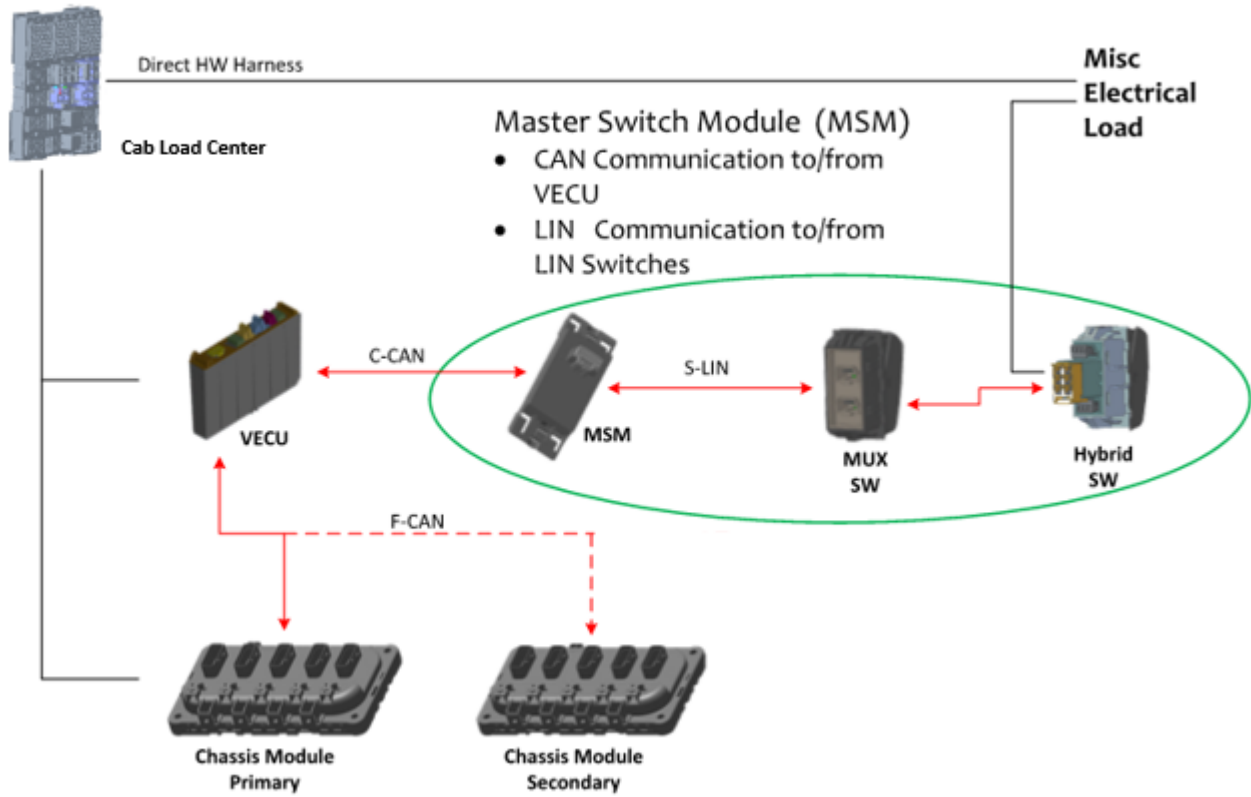 Direct HW Harness
Cab Load Center
Misc
Electrical
Load
Master Switch Module (MSM)
• CAN Communication to/from
VECU
• LIN Communication to/from
LIN Switches
C-CAN
S-LIN
VECU
MSM
MUX
SW
Hybrid
SW
F-CAN
Chassis Module
Primary
Chassis Module
Secondary